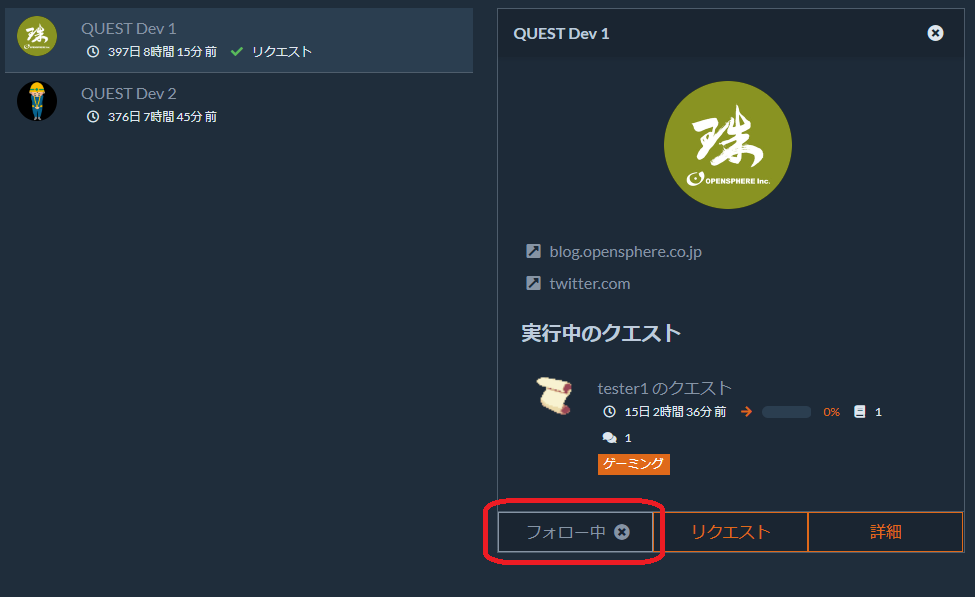 珠
OPENSPHERE Inc.
QUEST Dev 1
397日 8時間 15分 前 リクエスト
QUEST Dev 2
376日 7時間 45分 前
QUEST Dev 1
珠
OPENSPHERE Inc.
blog.opensphere.co.jp
twitter.com
実行中のクエスト
tester1 のクエスト
15日 2時間 36分 前 0% 1
1
ゲーミング
フォロー中
リクエスト
詳細